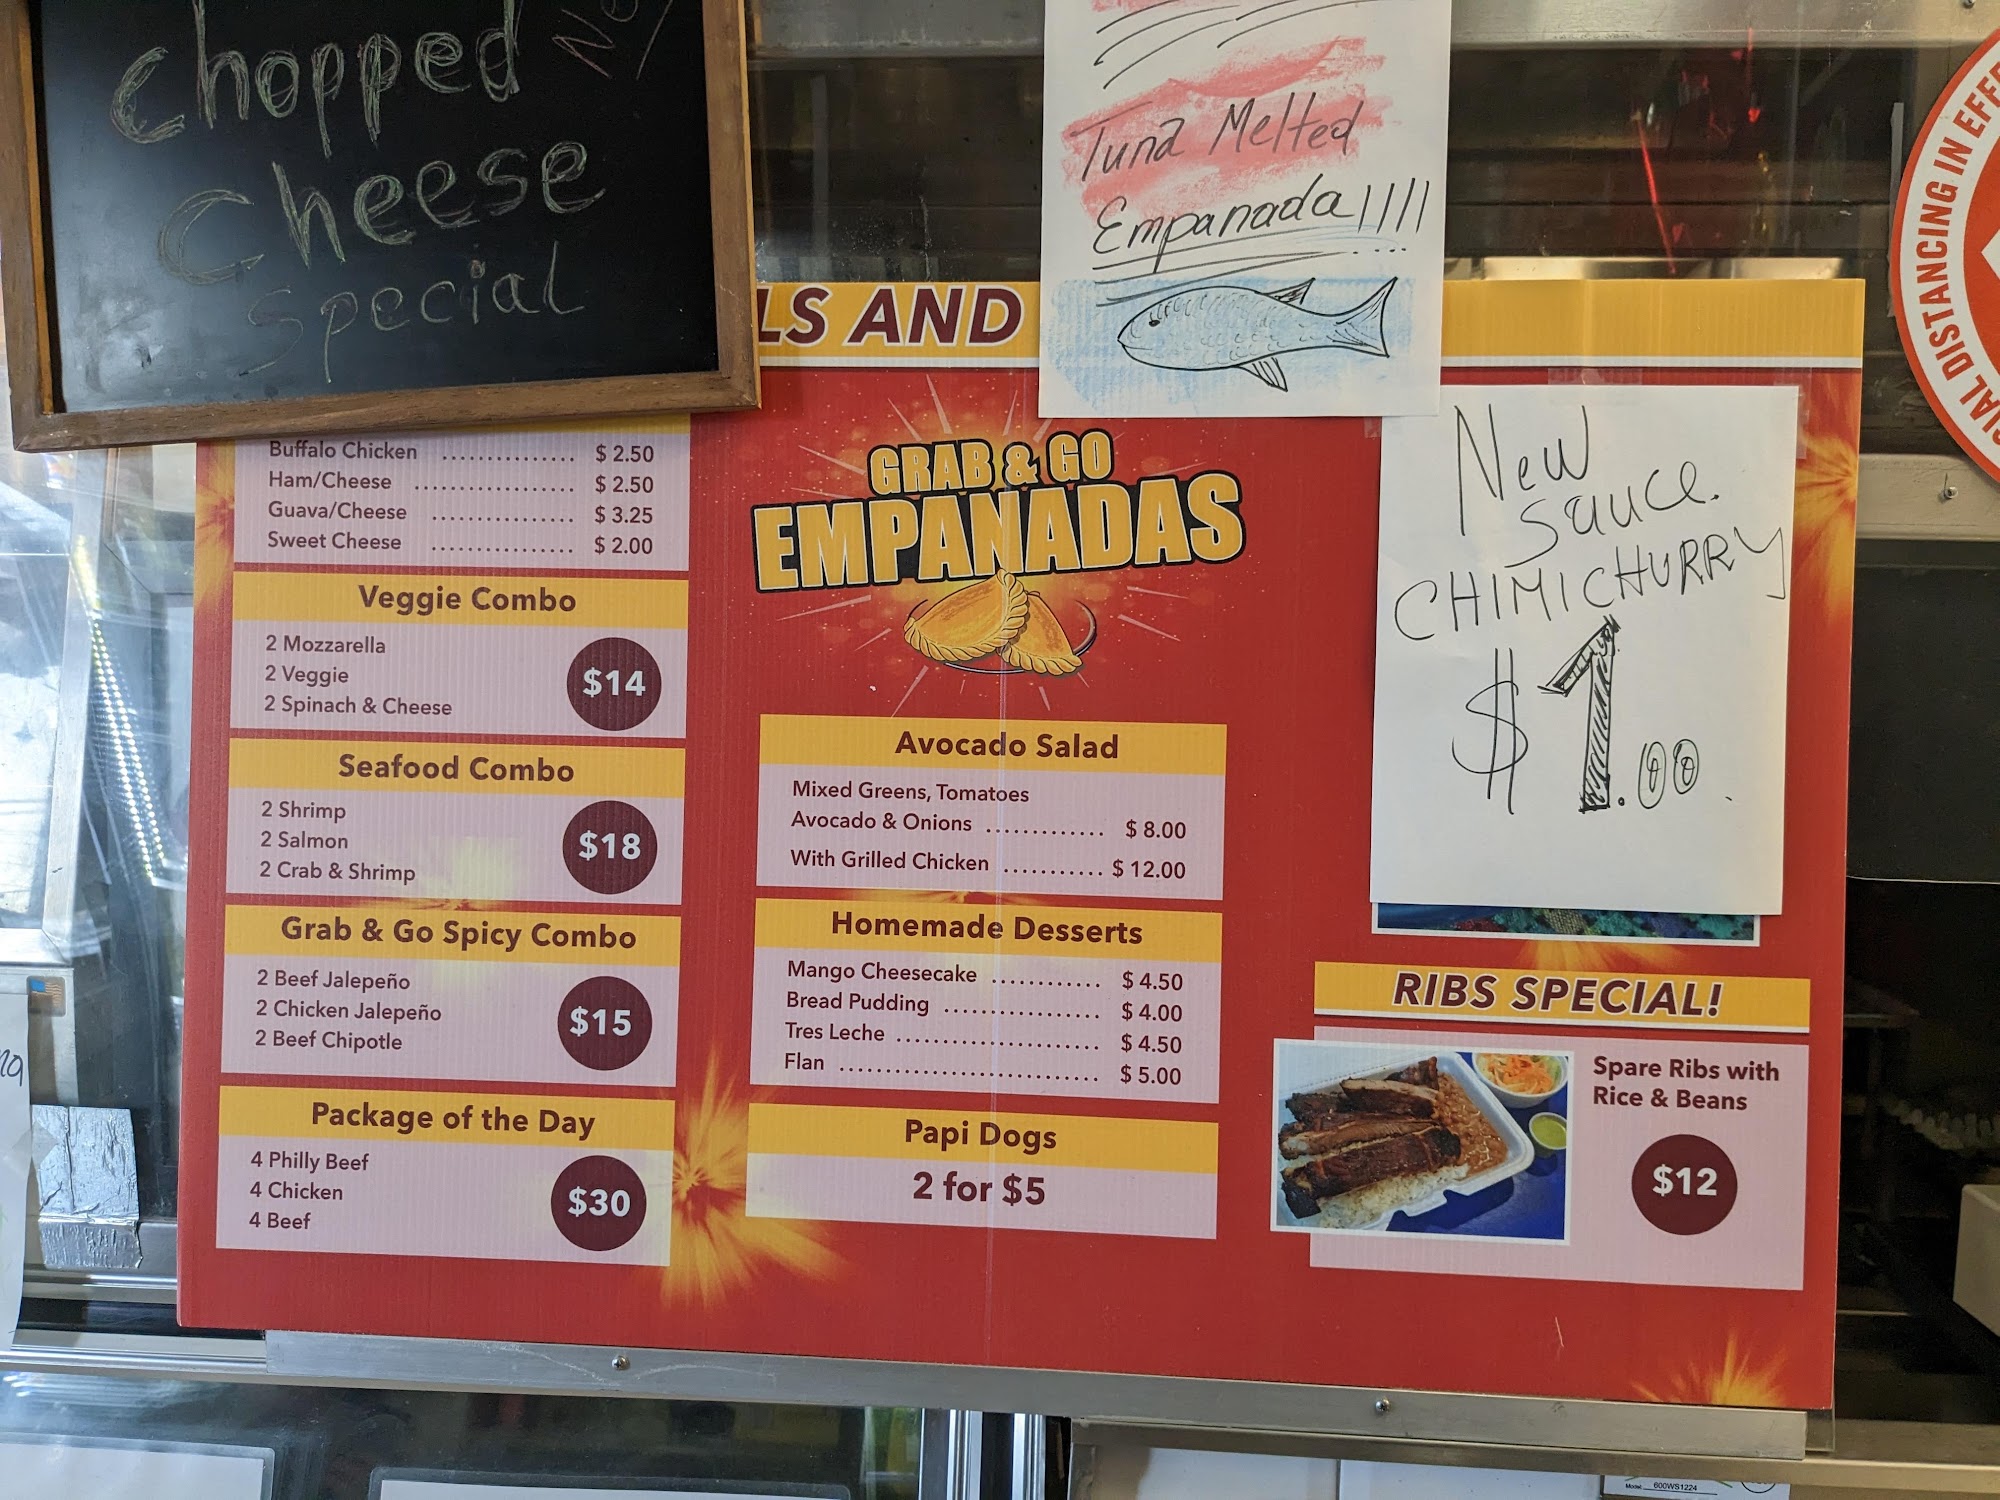 Chopped
Cheese
Special
Tuna Melted
Empanada!!!!
LS AND
SOCIAL DISTANCING IN EFFE
Buffalo Chicken ............... $ 2.50
Ham/Cheese .................. $ 2.50
Guava/Cheese ................ $ 3.25
Sweet Cheese ................ $ 2.00
Veggie Combo
2 Mozzarella
2 Veggie
2 Spinach & Cheese
$14
Seafood Combo
2 Shrimp
2 Salmon
2 Crab & Shrimp
$18
Grab & Go Spicy Combo
2 Beef Jalepeño
2 Chicken Jalepeño
2 Beef Chipotle
$15
Package of the Day
4 Philly Beef
4 Chicken
4 Beef
$30
GRAB & GO
EMPANADAS
Avocado Salad
Mixed Greens, Tomatoes
Avocado & Onions ............. $ 8.00
With Grilled Chicken ........... $ 12.00
Homemade Desserts
Mango Cheesecake ............ $ 4.50
Bread Pudding ................. $ 4.00
Tres Leche ...................... $ 4.50
Flan ............................. $ 5.00
Papi Dogs
2 for $5
New
Sauce.
CHIMICHURRY
$1.00
RIBS SPECIAL!
Spare Ribs with
Rice & Beans
$12
Model: 600WS1224